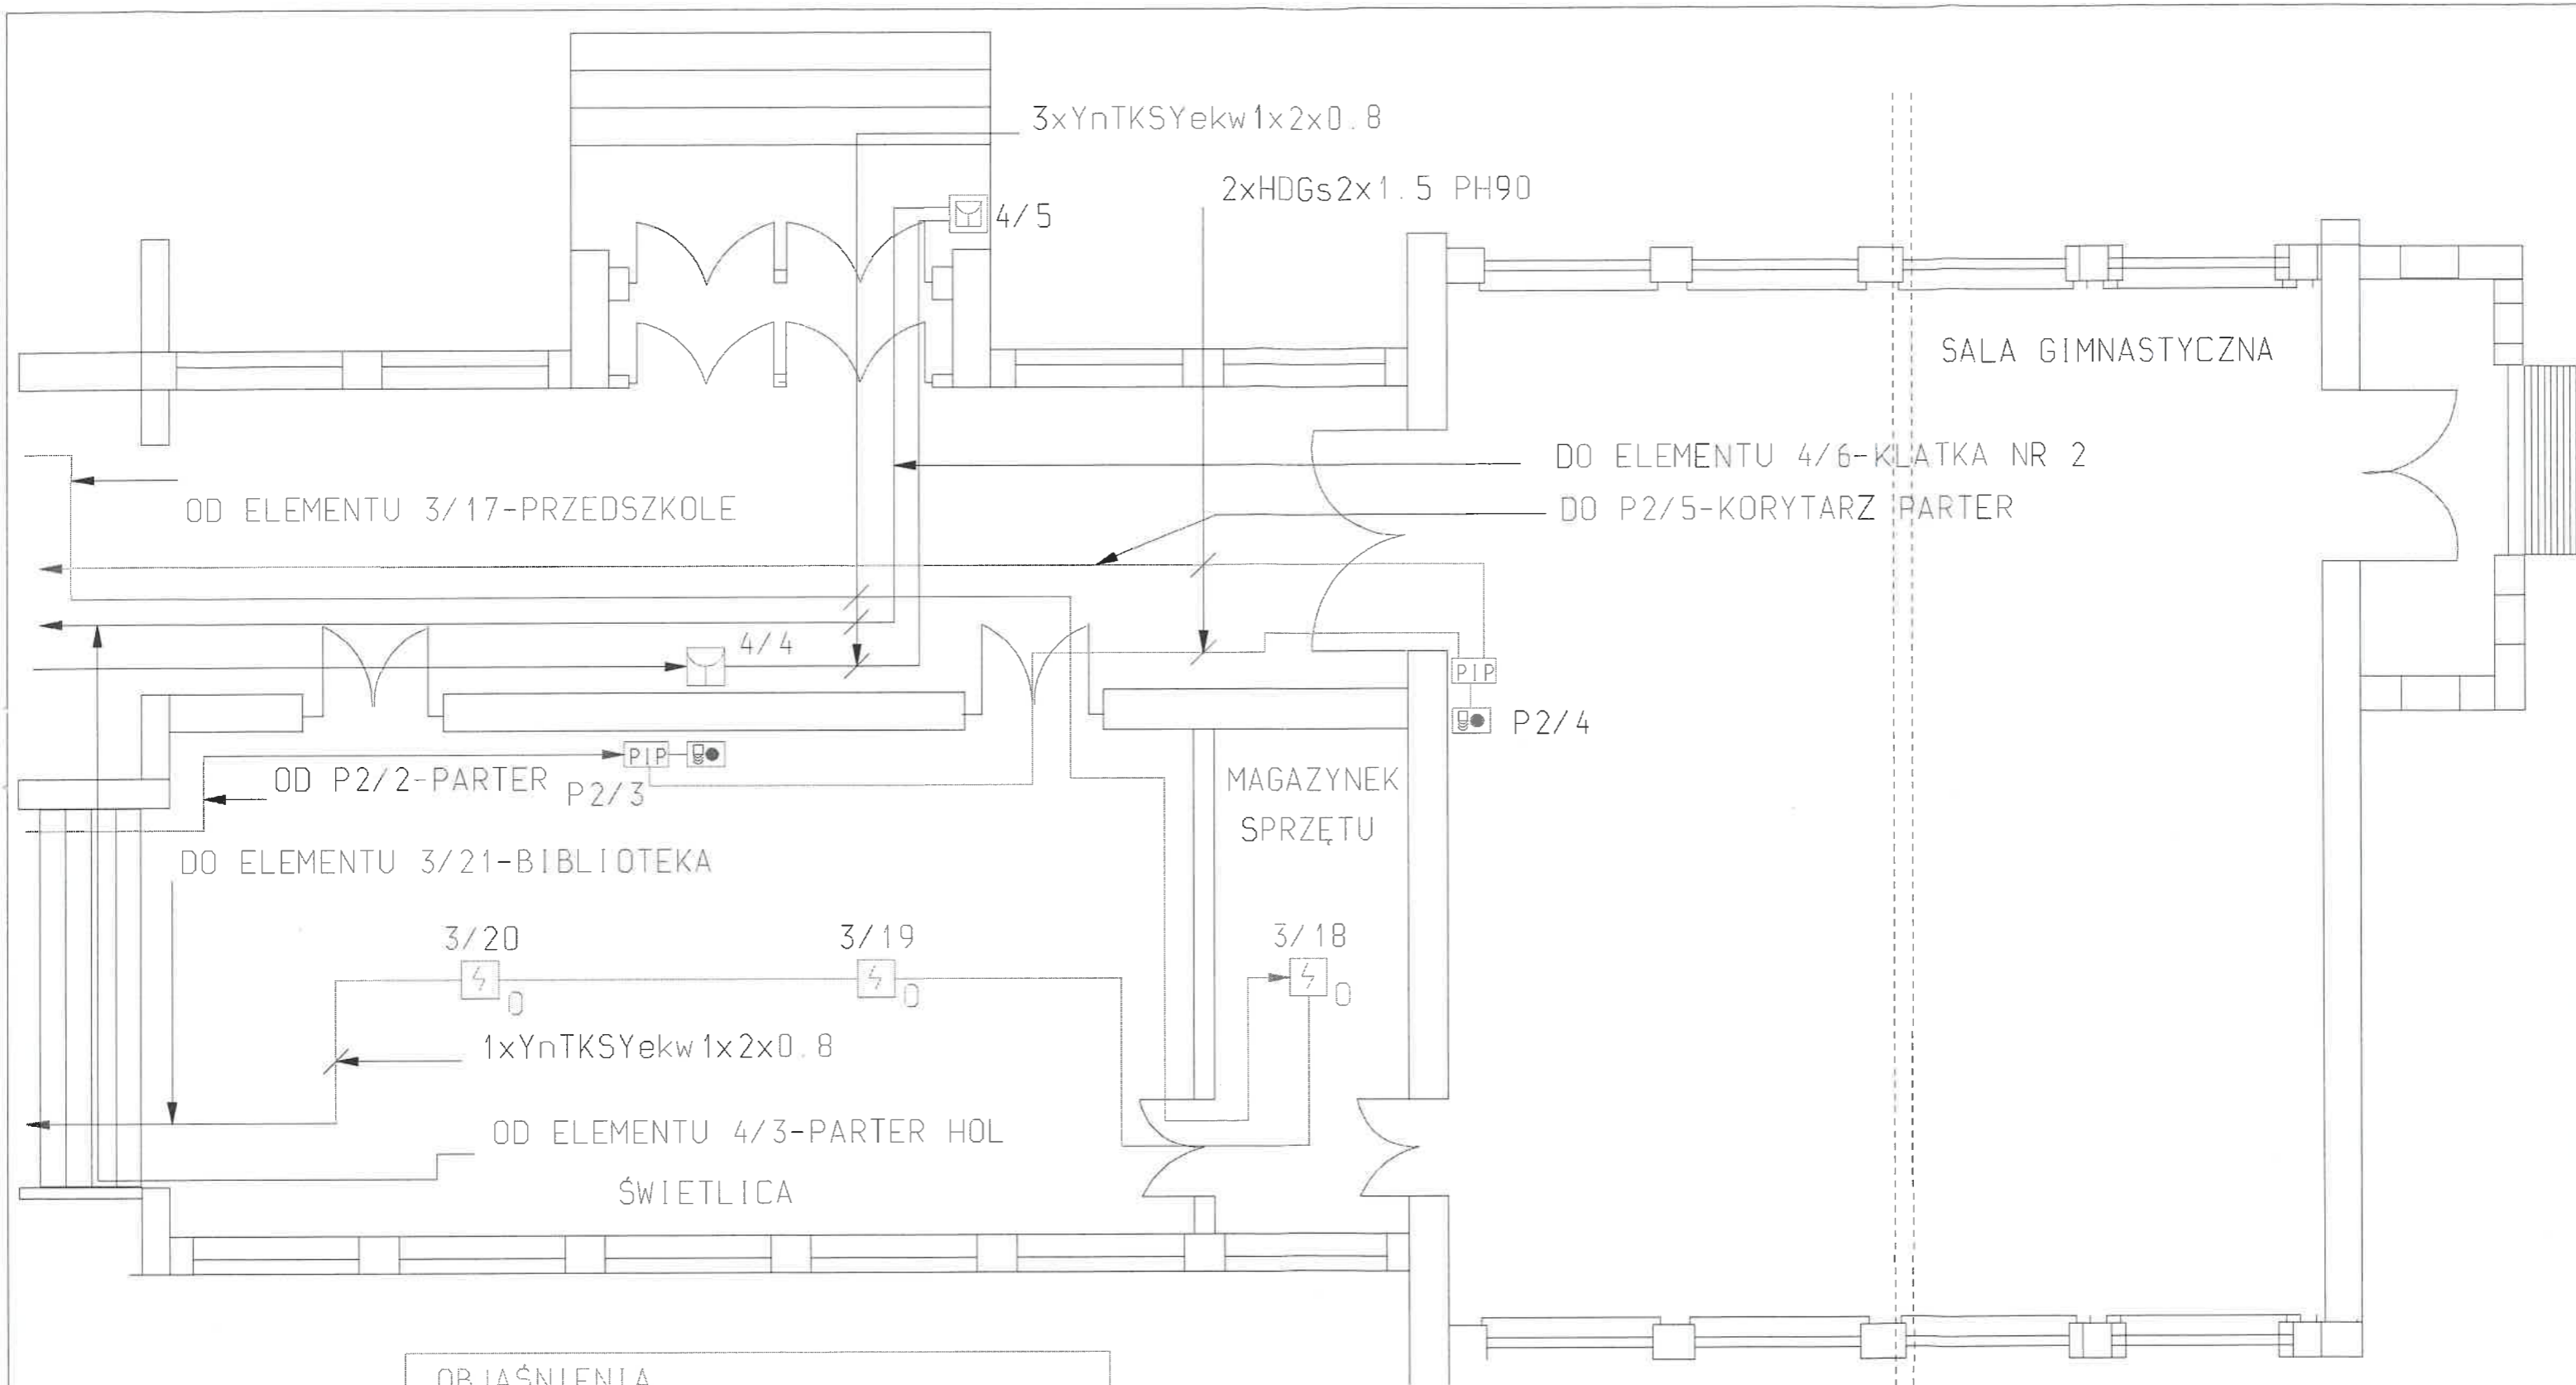 3xYnTKSYekw1x2x0.8
2xHDGs2x1.5 PH90
4/5
SALA GIMNASTYCZNA
DO ELEMENTU 4/6-KLATKA NR 2
OD ELEMENTU 3/17-PRZEDSZKOLE
DO P2/5-KORYTARZ PARTER
4/4
PIP
P2/4
PIP
OD P2/2-PARTER
P2/3
MAGAZYNEK
SPRZĘTU
DO ELEMENTU 3/21-BIBLIOTEKA
3/20
3/19
3/18
O
O
O
1xYnTKSYekw1x2x0.8
OD ELEMENTU 4/3-PARTER HOL
ŚWIETLICA
OBJAŚNIENIA